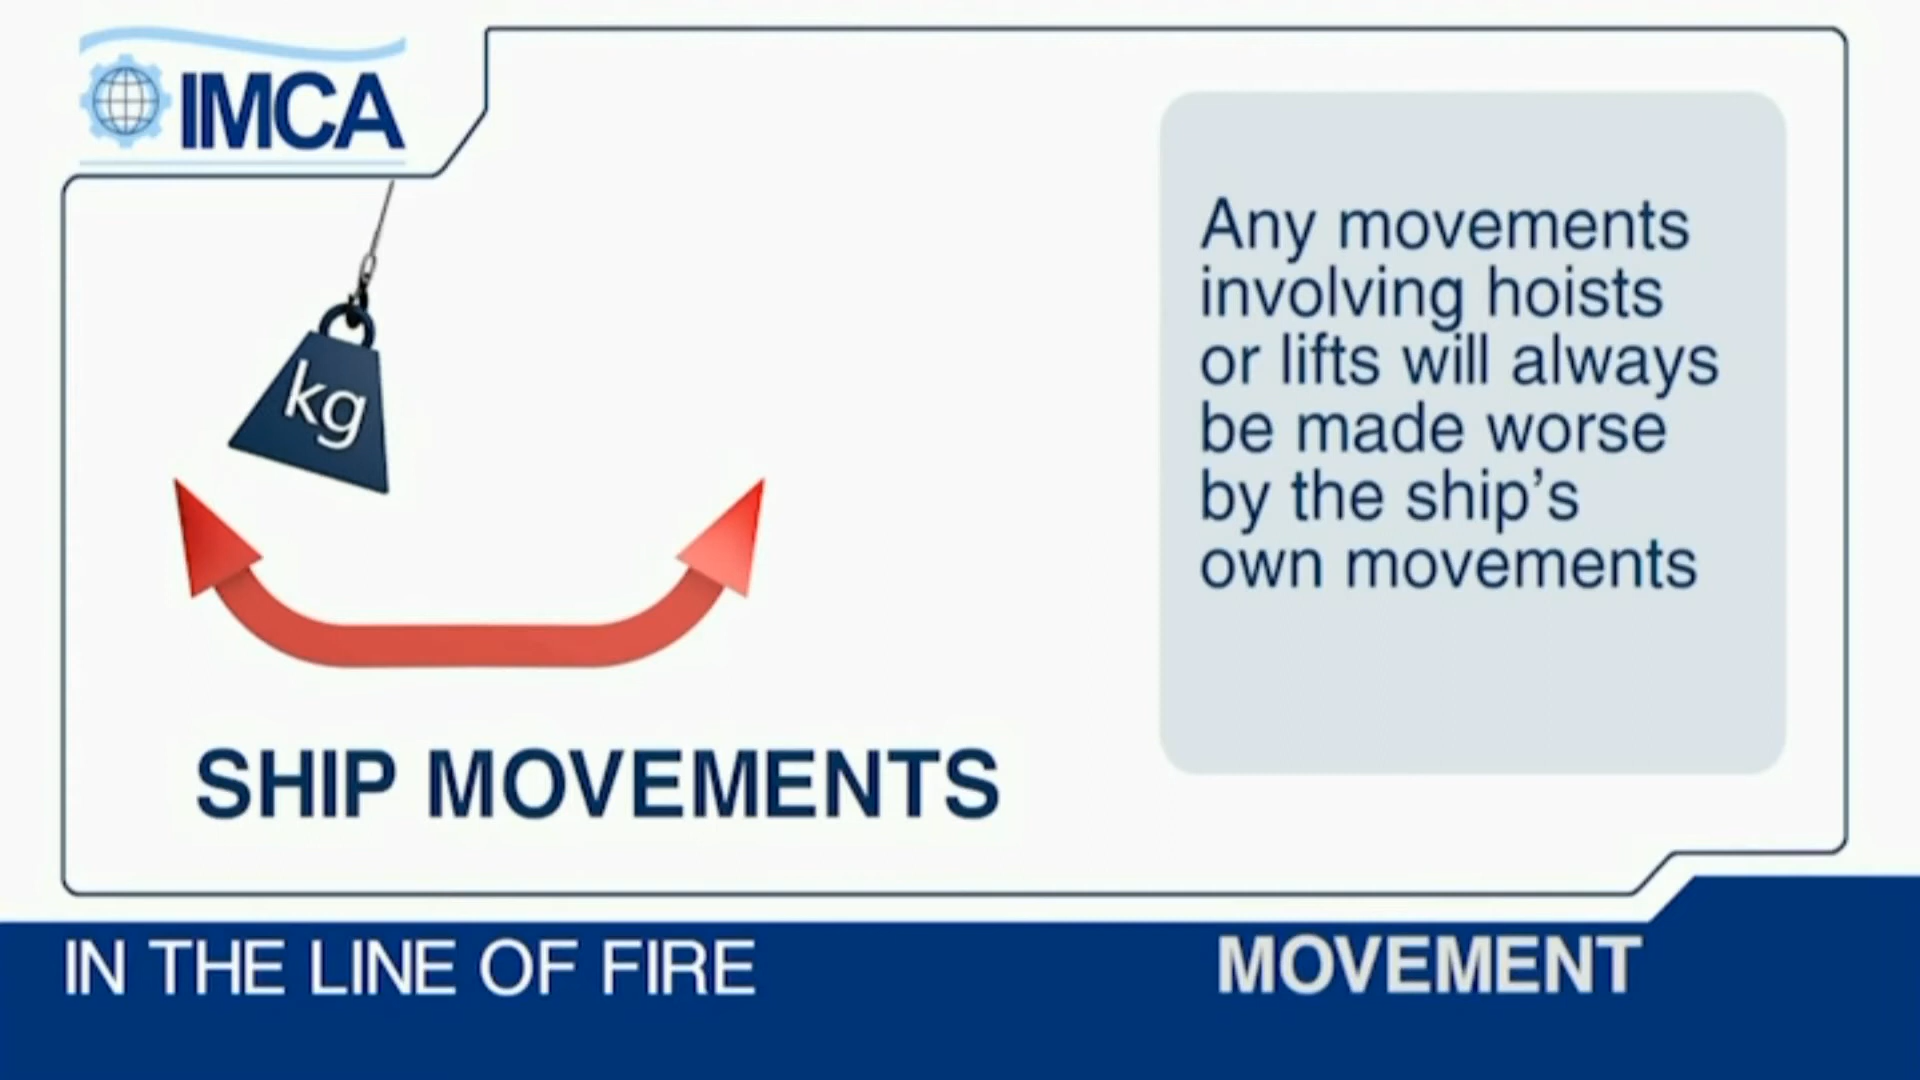 IMCA
kg
Any movements
involving hoists
or lifts will always
be made worse
by the ship’s
own movements
SHIP MOVEMENTS
IN THE LINE OF FIRE
MOVEMENT